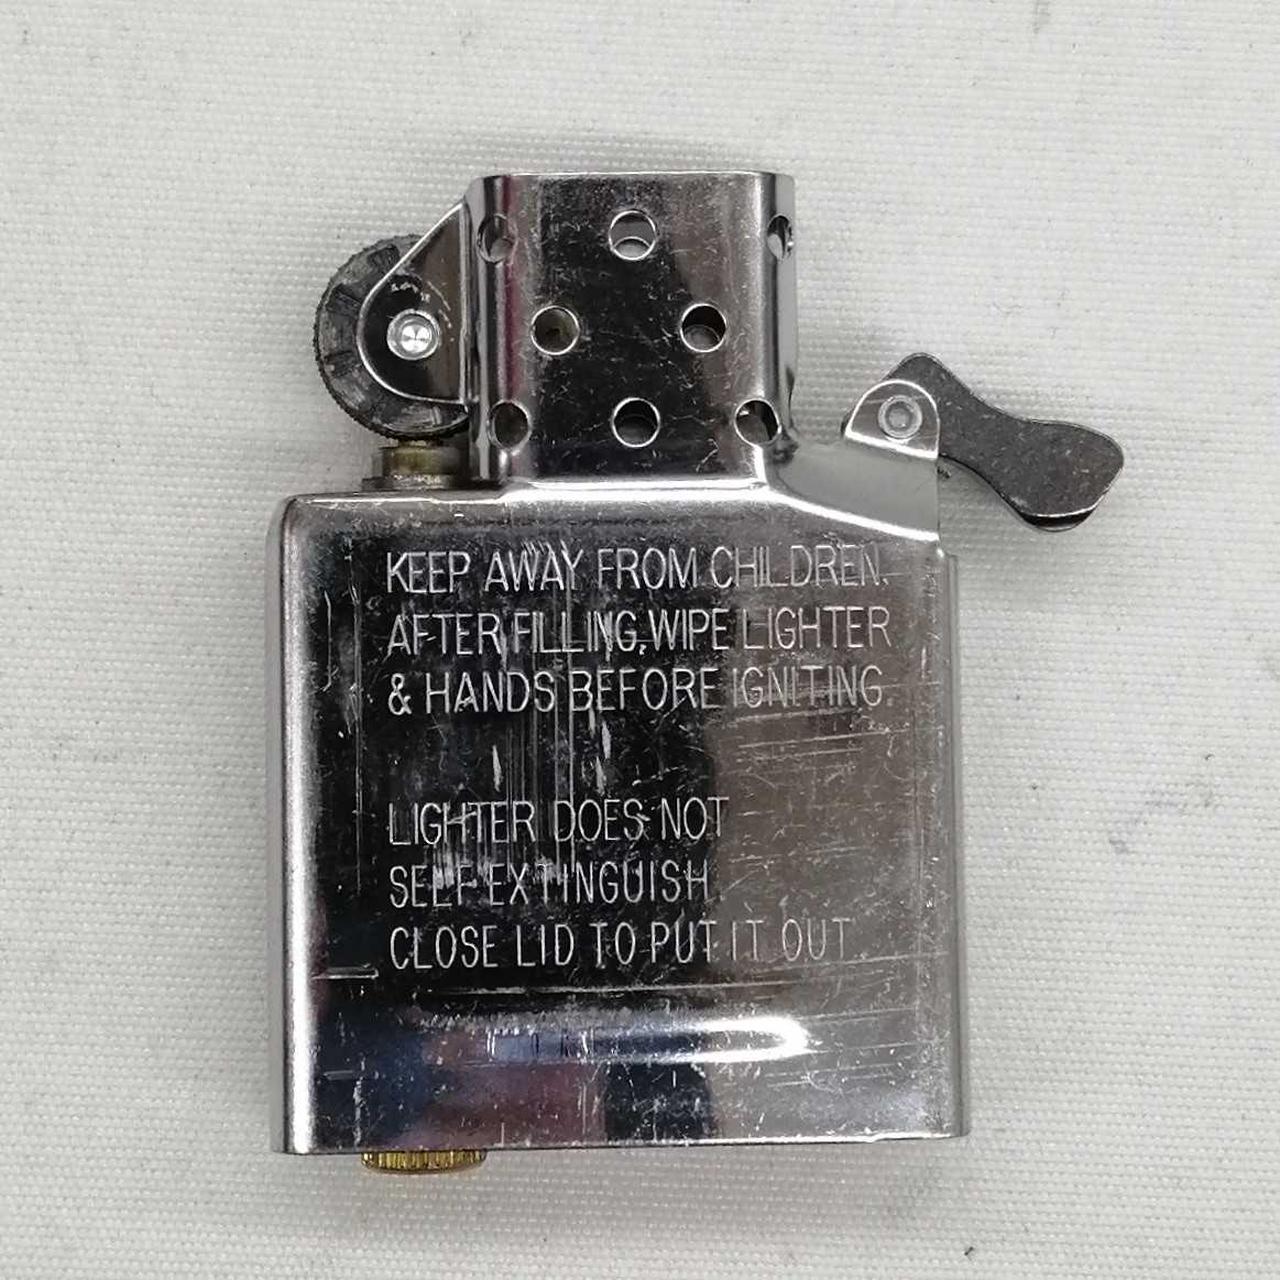 KEEP AWAY FROM CHILDREN.
AFTER FILLING, WIPE LIGHTER
& HANDS BEFORE IGNITING.
LIGHTER DOES NOT
SELF EXTINGUISH.
CLOSE LID TO PUT IT OUT.